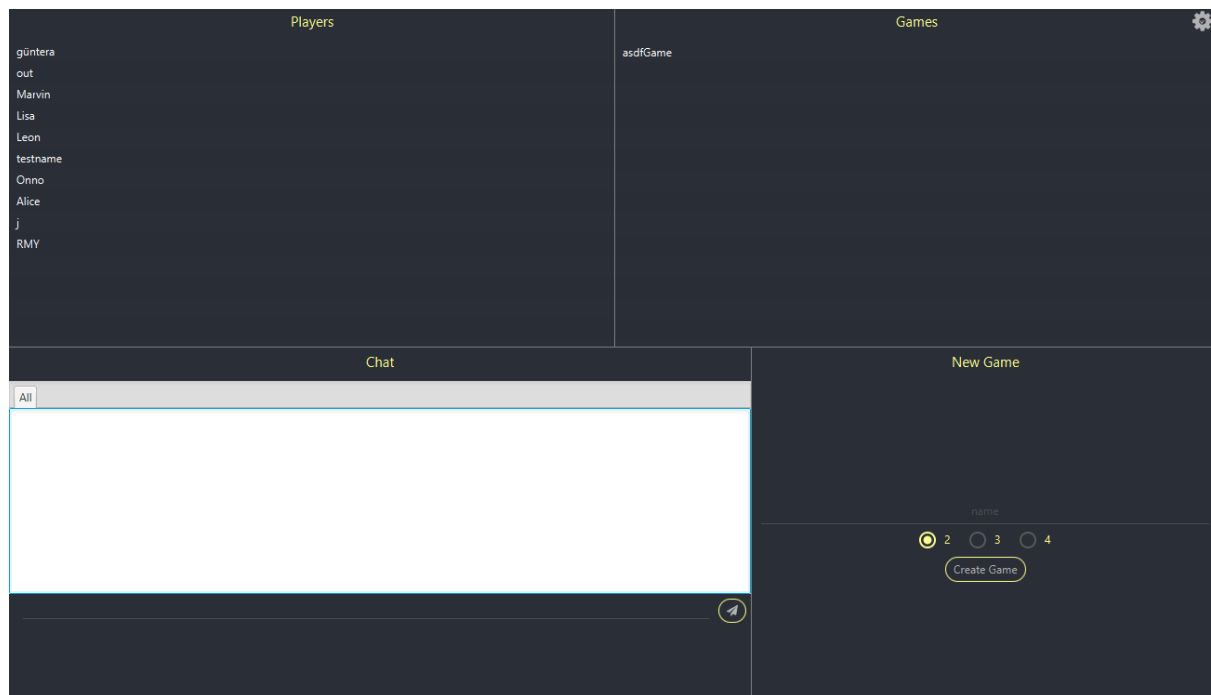 Players
güntera
out
Marvin
Lisa
Leon
testname
Onno
Alice
j
RMY
Games
asdfGame
Chat
All
New Game
name
2 3 4
Create Game